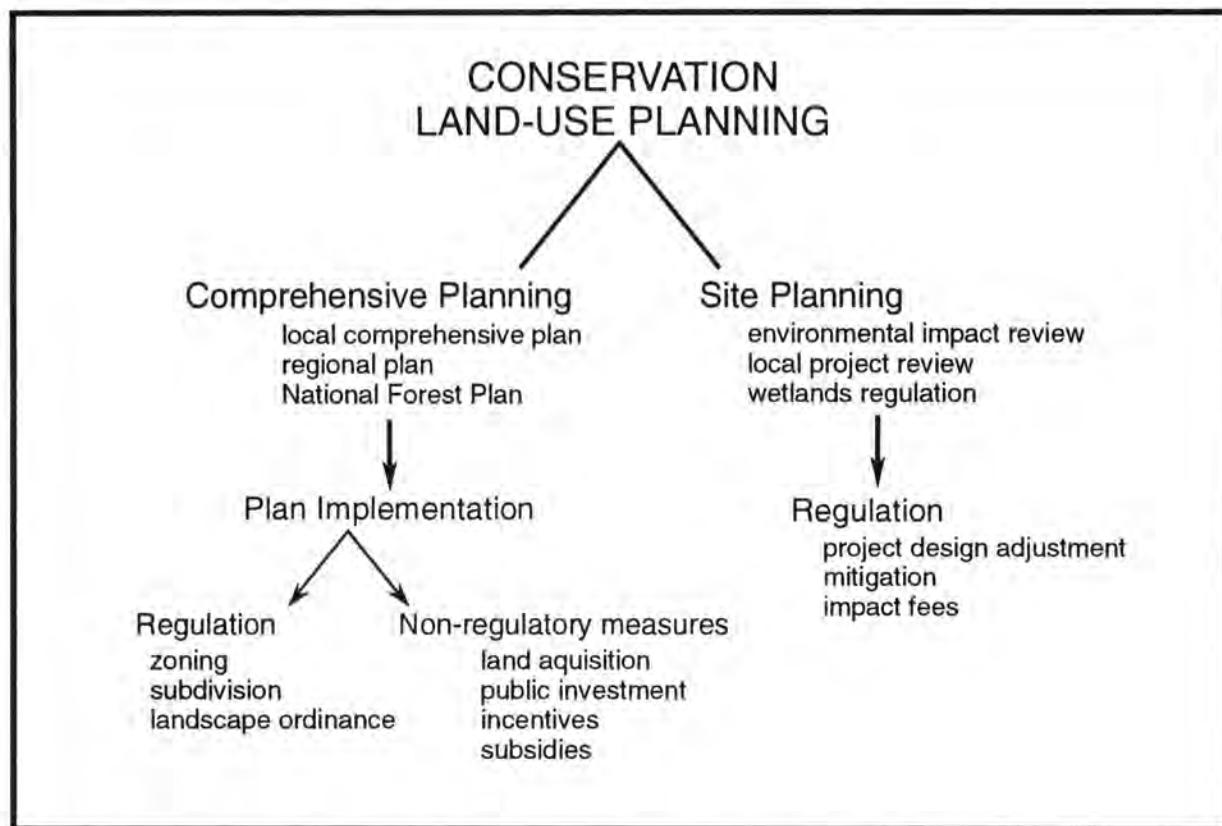 CONSERVATION
LAND-USE PLANNING
Comprehensive Planning
local comprehensive plan
regional plan
National Forest Plan
Plan Implementation
Regulation
zoning
subdivision
landscape ordinance
Non-regulatory measures
land aquisition
public investment
incentives
subsidies
Site Planning
environmental impact review
local project review
wetlands regulation
Regulation
project design adjustment
mitigation
impact fees